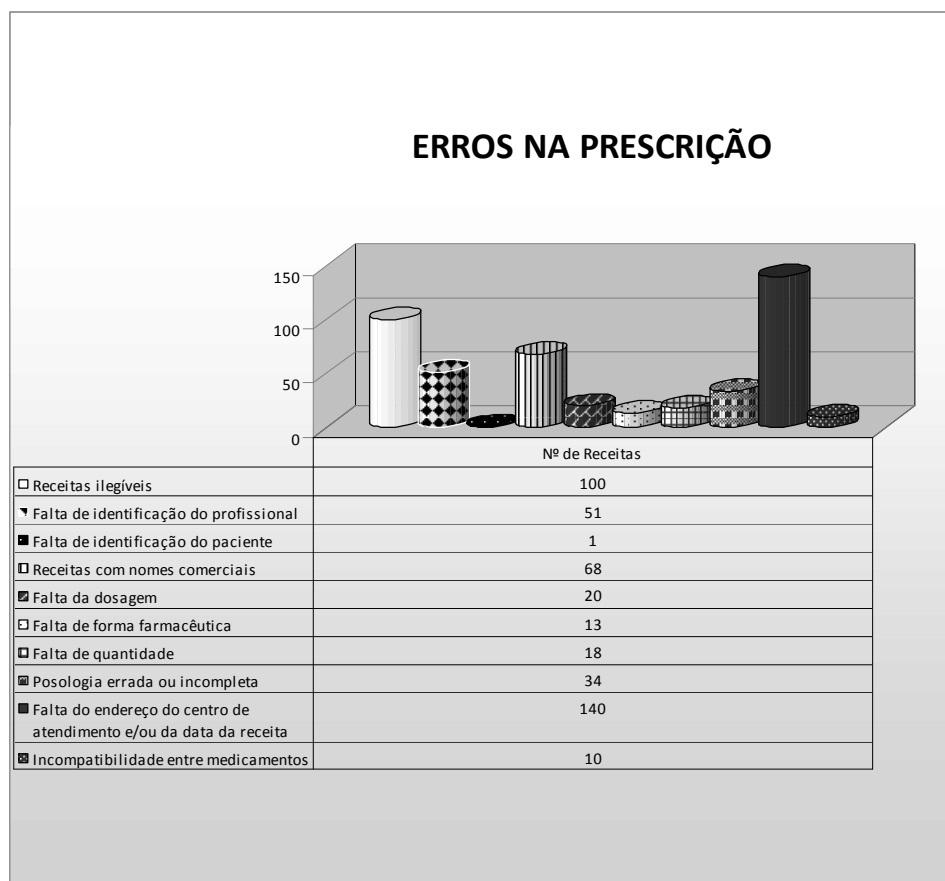 ERROS NA PRESCRIÇÃO
150
100
50
0
Nº de Receitas
Receitas ilegíveis 100
Falta de identificação do profissional 51
Falta de identificação do paciente 1
Receitas com nomes comerciais 68
Falta da dosagem 20
Falta de forma farmacêutica 13
Falta de quantidade 18
Posologia errada ou incompleta 34
Falta do endereço do centro de 140
atendimento e/ou da data da receita
Incompatibilidade entre medicamentos 10